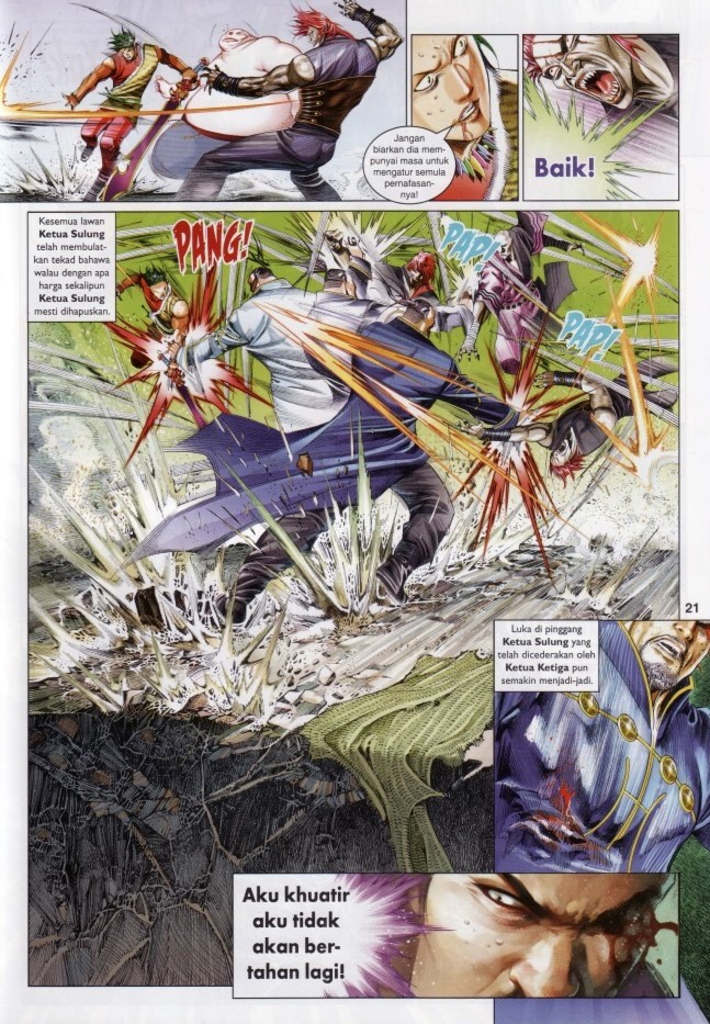 Jangan
biarkan dia mem-
punyai masa untuk
mengatur semula
pernafasan-
nya!
Baik!
Kesemua lawan
Ketua Sulung
telah membulat-
kan tekad bahawa
walau dengan apa
harga sekalipun
Ketua Sulung
mesti dihapuskan.
PANG!
PAP!
PAP!
21
Luka di pinggang
Ketua Sulung yang
telah dicederakan oleh
Ketua Ketiga pun
semakin menjadi-jadi.
Aku khuatir
aku tidak
akan ber-
tahan lagi!